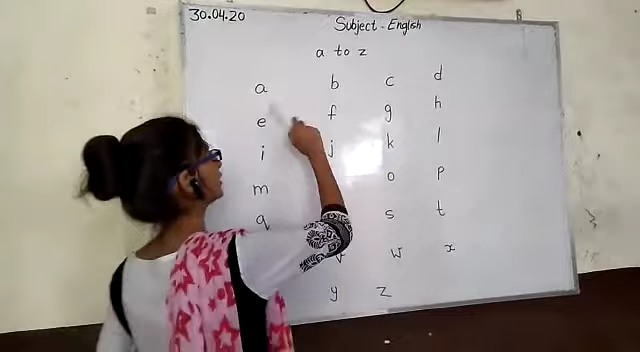 30.04.20
Subject - English
a to z
a b c d
e f g h
i j k l
m o p
q s t
v w x
y z